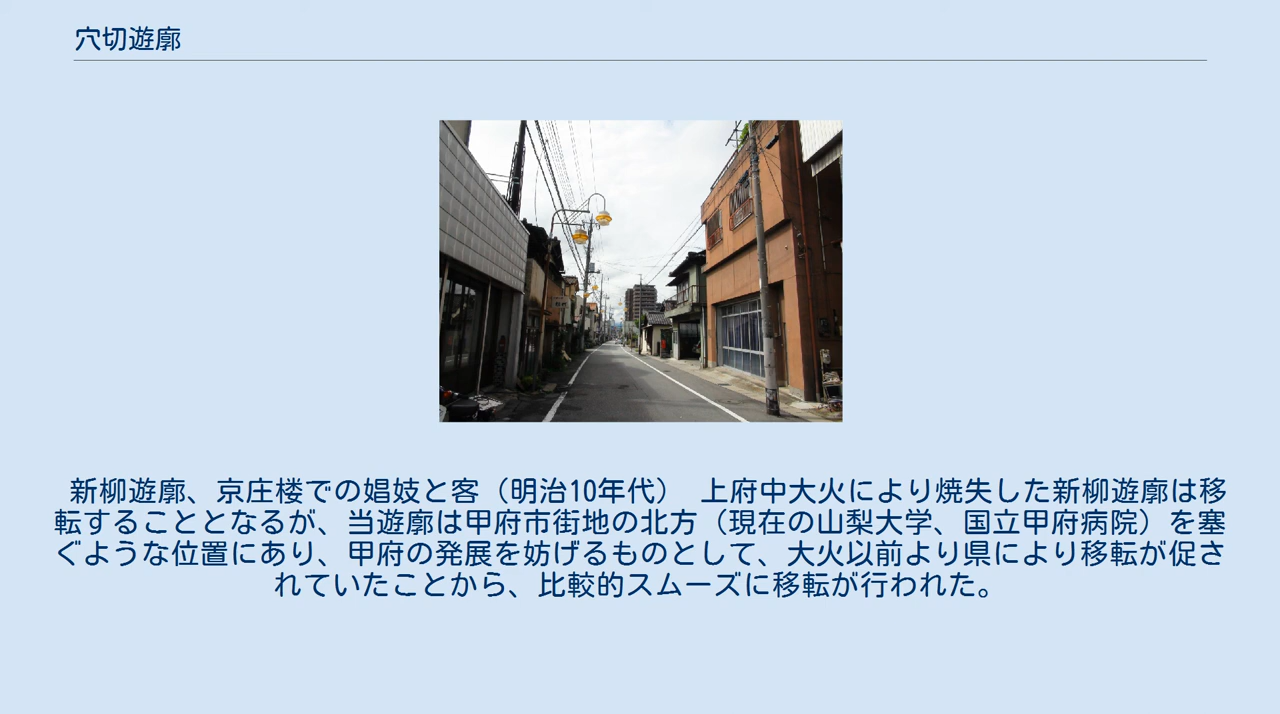 穴切遊廓
新柳遊廓、京庄楼での娼妓と客（明治10年代） 上府中大火により焼失した新柳遊廓は移
転することとなるが、当遊廓は甲府市街地の北方（現在の山梨大学、国立甲府病院）を塞
ぐような位置にあり、甲府の発展を妨げるものとして、大火以前より県により移転が促さ
れていたことから、比較的スムーズに移転が行われた。